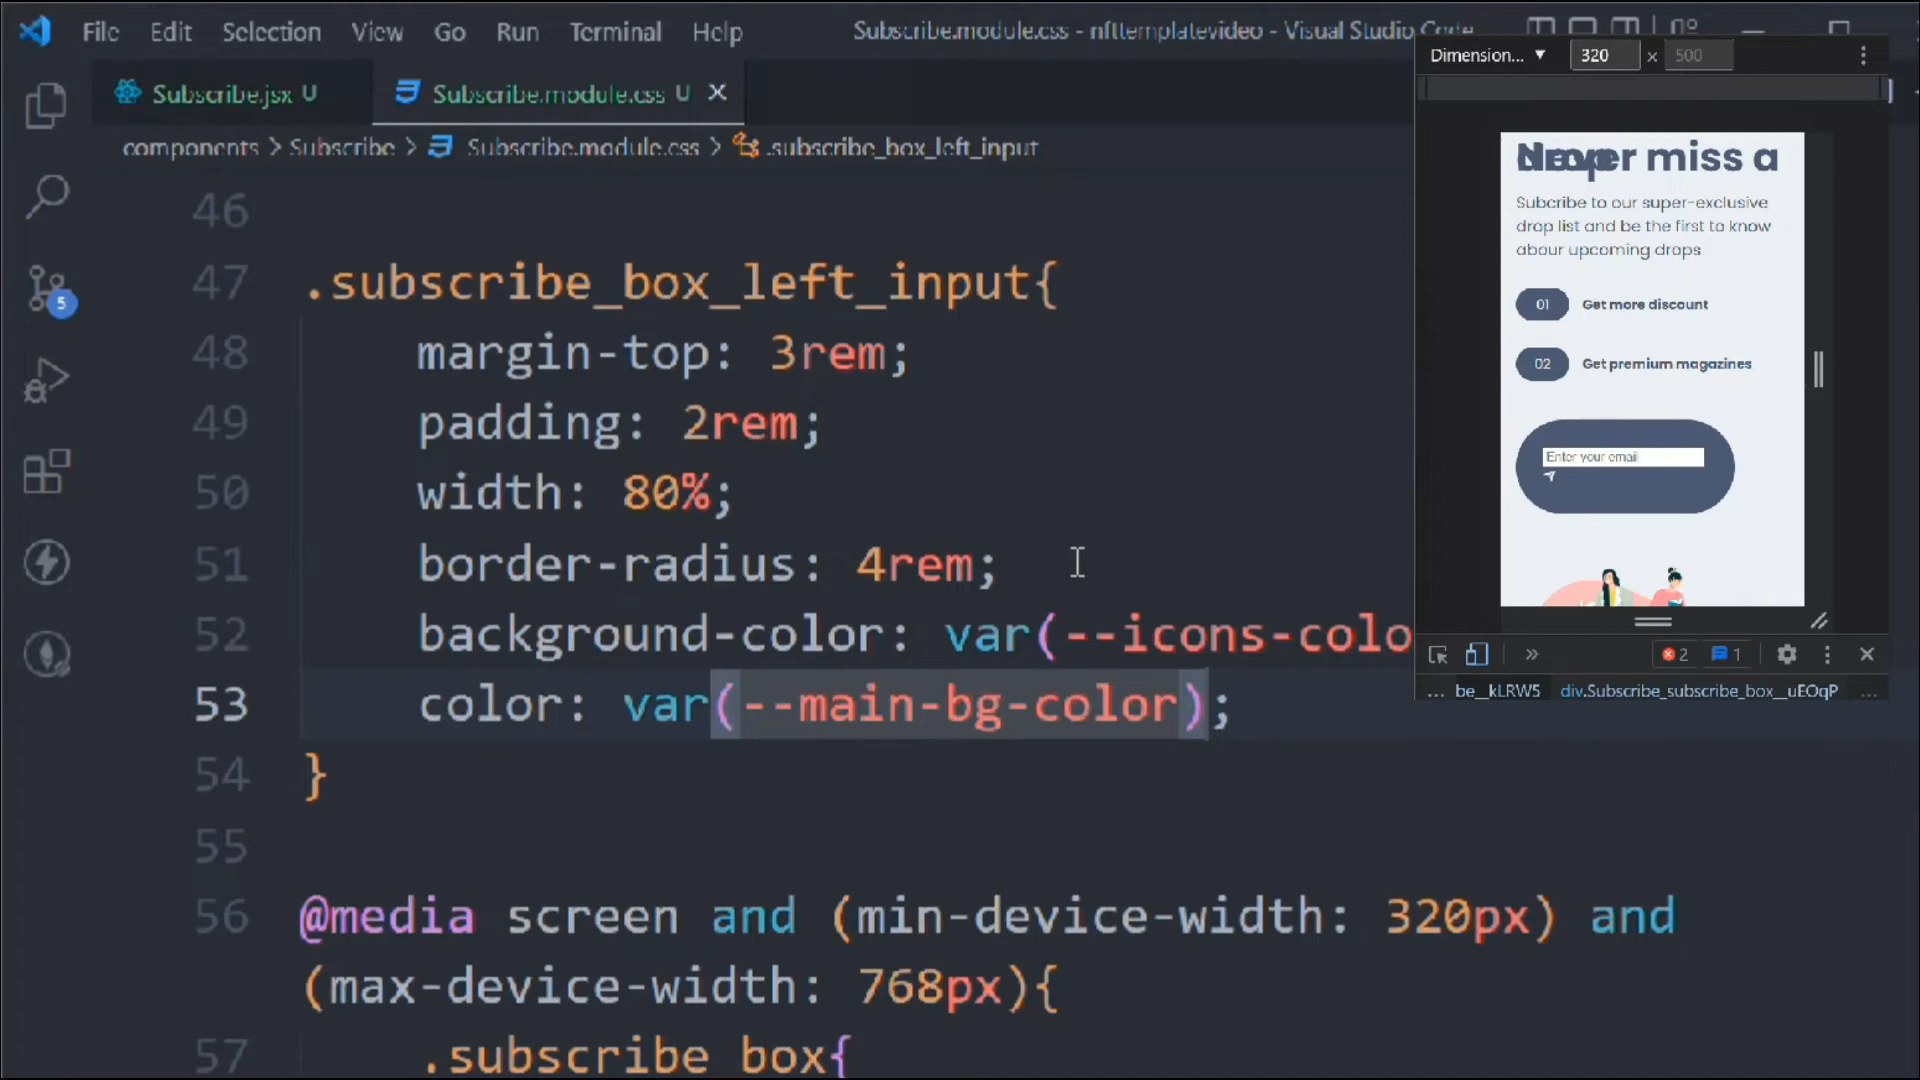 File Edit Selection View Go Run Terminal Help Subscribe.module.css - nfttemplatevideo - Visual Studio Code
Subscribe.jsx U Subscribe.module.css U
components > Subscribe > Subscribe.module.css > .subscribe_box_left_input
46
47 .subscribe_box_left_input{
48 margin-top: 3rem;
49 padding: 2rem;
50 width: 80%;
51 border-radius: 4rem;
52 background-color: var(--icons-colo
53 color: var(--main-bg-color);
54 }
55
56 @media screen and (min-device-width: 320px) and
(max-device-width: 768px){
57 .subscribe_box{
5
Dimension... 320 x 500
miss a
Subcribe to our super-exclusive
drop list and be the first to know
abour upcoming drops
01 Get more discount
02 Get premium magazines
Enter your email
2 1
... be__kLRW5 div.Subscribe_subscribe_box__uEOqP ...